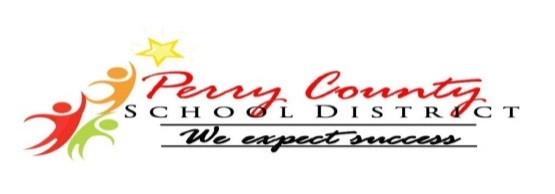 Perry County
SCHOOL DISTRICT
We expect success